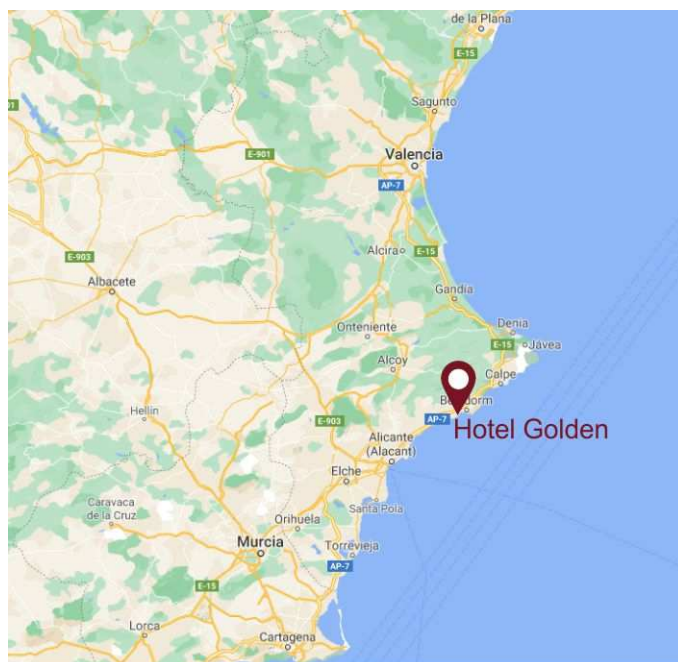 de la Plana
E-15
Sagunto
01
E-901
Valencia
AP-7
Alcira
E-15
E-903
Albacete
Gandía
Denia
Onteniente
E-15
Jávea
Alcoy
Calpe
Hellín
E-903
AP-7
Hotel Golden
Alicante
(Alacant)
Elche
Caravaca
de la Cruz
Santa Pola
Orihuela
Murcia
Torrevieja
AP-7
E-15
Lorca
Cartagena